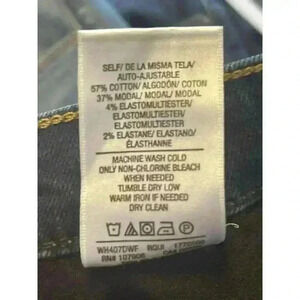 SELF/ DE LA MISMA TELA/
AUTO-AJUSTABLE
57% COTTON/ ALGODÓN/ COTON
37% MODAL/ MODAL/ MODAL
4% ELASTOMULTIESTER/
ELASTOMULTIESTER/
ELASTOMULTIESTER
2% ELASTANE/ ELASTANO/
ÉLASTHANNE
MACHINE WASH COLD
ONLY NON-CHLORINE BLEACH
WHEN NEEDED
TUMBLE DRY LOW
WARM IRON IF NEEDED
DRY CLEAN
WH407DWF RQUI
RN# 107906